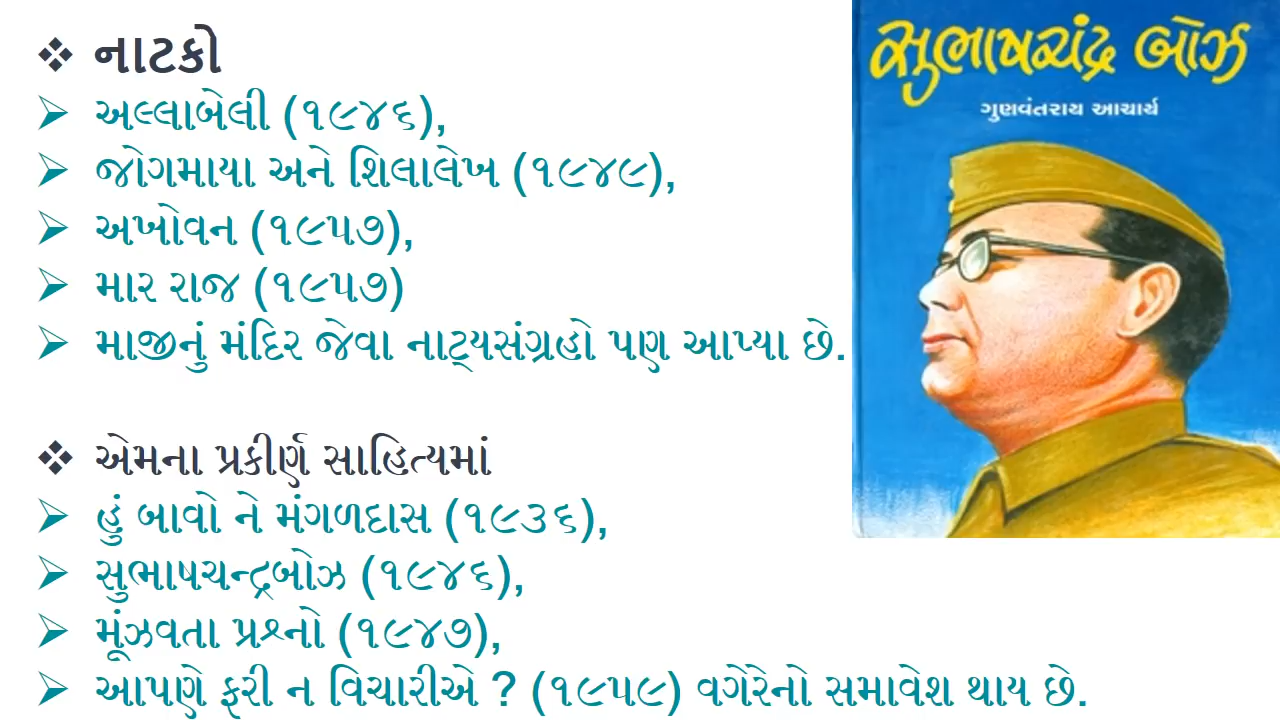 ❖ નાટકો
➢ અલ્લાબેલી (૧૯૪૬),
➢ જોગમાયા અને શિલાલેખ (૧૯૪૯),
➢ અખોવન (૧૯૫૭),
➢ માર રાજ (૧૯૫૭)
➢ માજીનું મંદિર જેવા નાટ્યસંગ્રહો પણ આપ્યા છે.
❖ એમના પ્રકીર્ણ સાહિત્યમાં
➢ હું બાવો ને મંગળદાસ (૧૯૩૬),
➢ સુભાષચન્દ્રબોઝ (૧૯૪૬),
➢ મૂંઝવતા પ્રશ્નો (૧૯૪૭),
➢ આપણે ફરી ન વિચારીએ ? (૧૯૫૯) વગેરેનો સમાવેશ થાય છે.
સુભાષચંદ્ર બોઝ
ગુણવંતરાય આચાર્ય